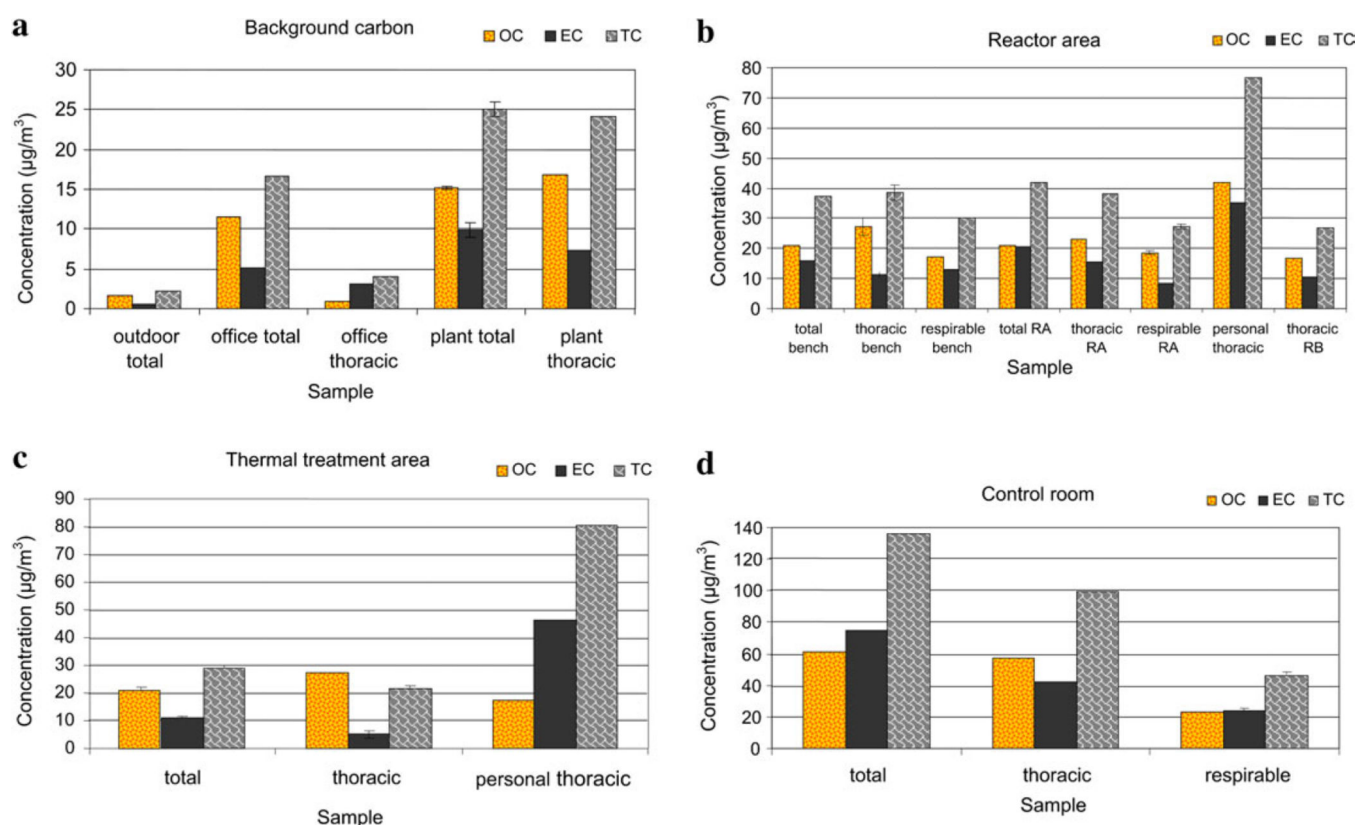 a
Background carbon
OC EC TC
Concentration (µg/m³)
30
25
20
15
10
5
0
outdoor total
office total
office thoracic
plant total
plant thoracic
Sample
b
Reactor area
OC EC TC
Concentration (µg/m³)
80
70
60
50
40
30
20
10
0
total bench
thoracic bench
respirable bench
total RA
thoracic RA
respirable RA
personal thoracic
thoracic RB
Sample
c
Thermal treatment area
OC EC TC
Concentration (µg/m³)
90
80
70
60
50
40
30
20
10
0
total
thoracic
personal thoracic
Sample
d
Control room
OC EC TC
Concentration (µg/m³)
140
120
100
80
60
40
20
0
total
thoracic
respirable
Sample